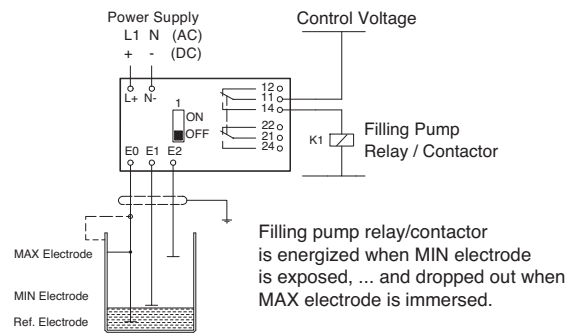 Power Supply
L1 N (AC)
+ - (DC)
Control Voltage
L+ N-
1
ON
OFF
12
11
14
22
21
24
E0 E1 E2
K1
Filling Pump
Relay / Contactor
MAX Electrode
MIN Electrode
Ref. Electrode
Filling pump relay/contactor
is energized when MIN electrode
is exposed, ... and dropped out when
MAX electrode is immersed.